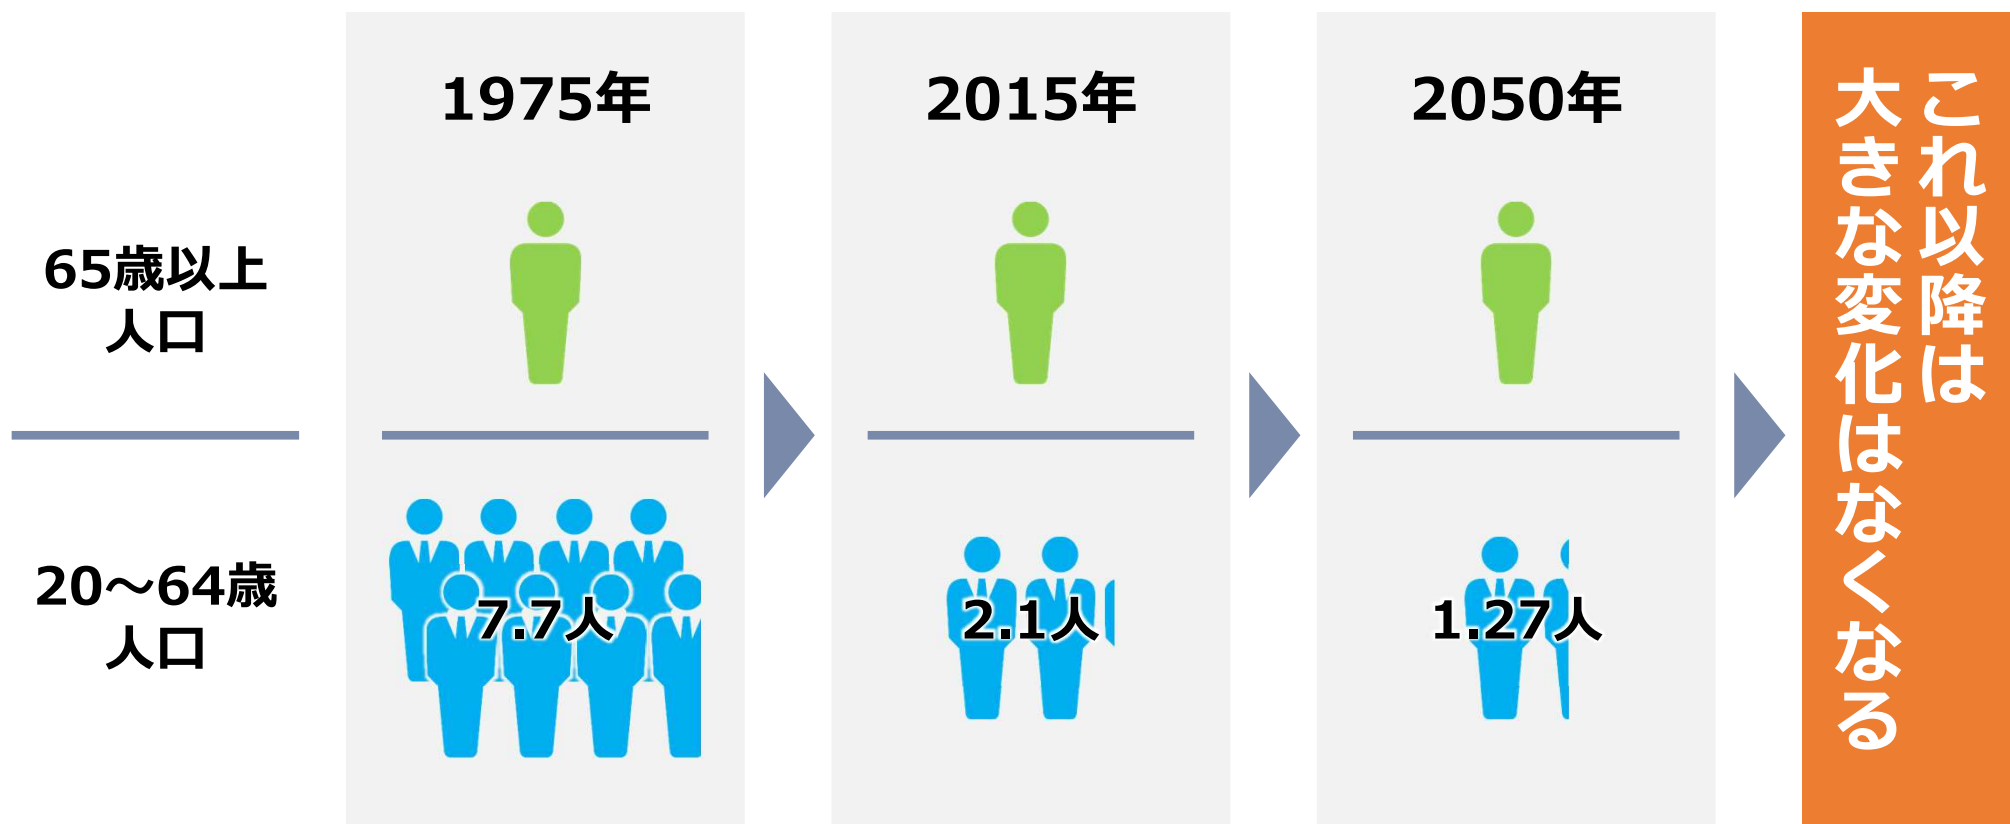 1975年
2015年
2050年
65歳以上
人口
20～64歳
人口
7.7人
2.1人
1.27人
これ以降は
大きな変化はなくなる